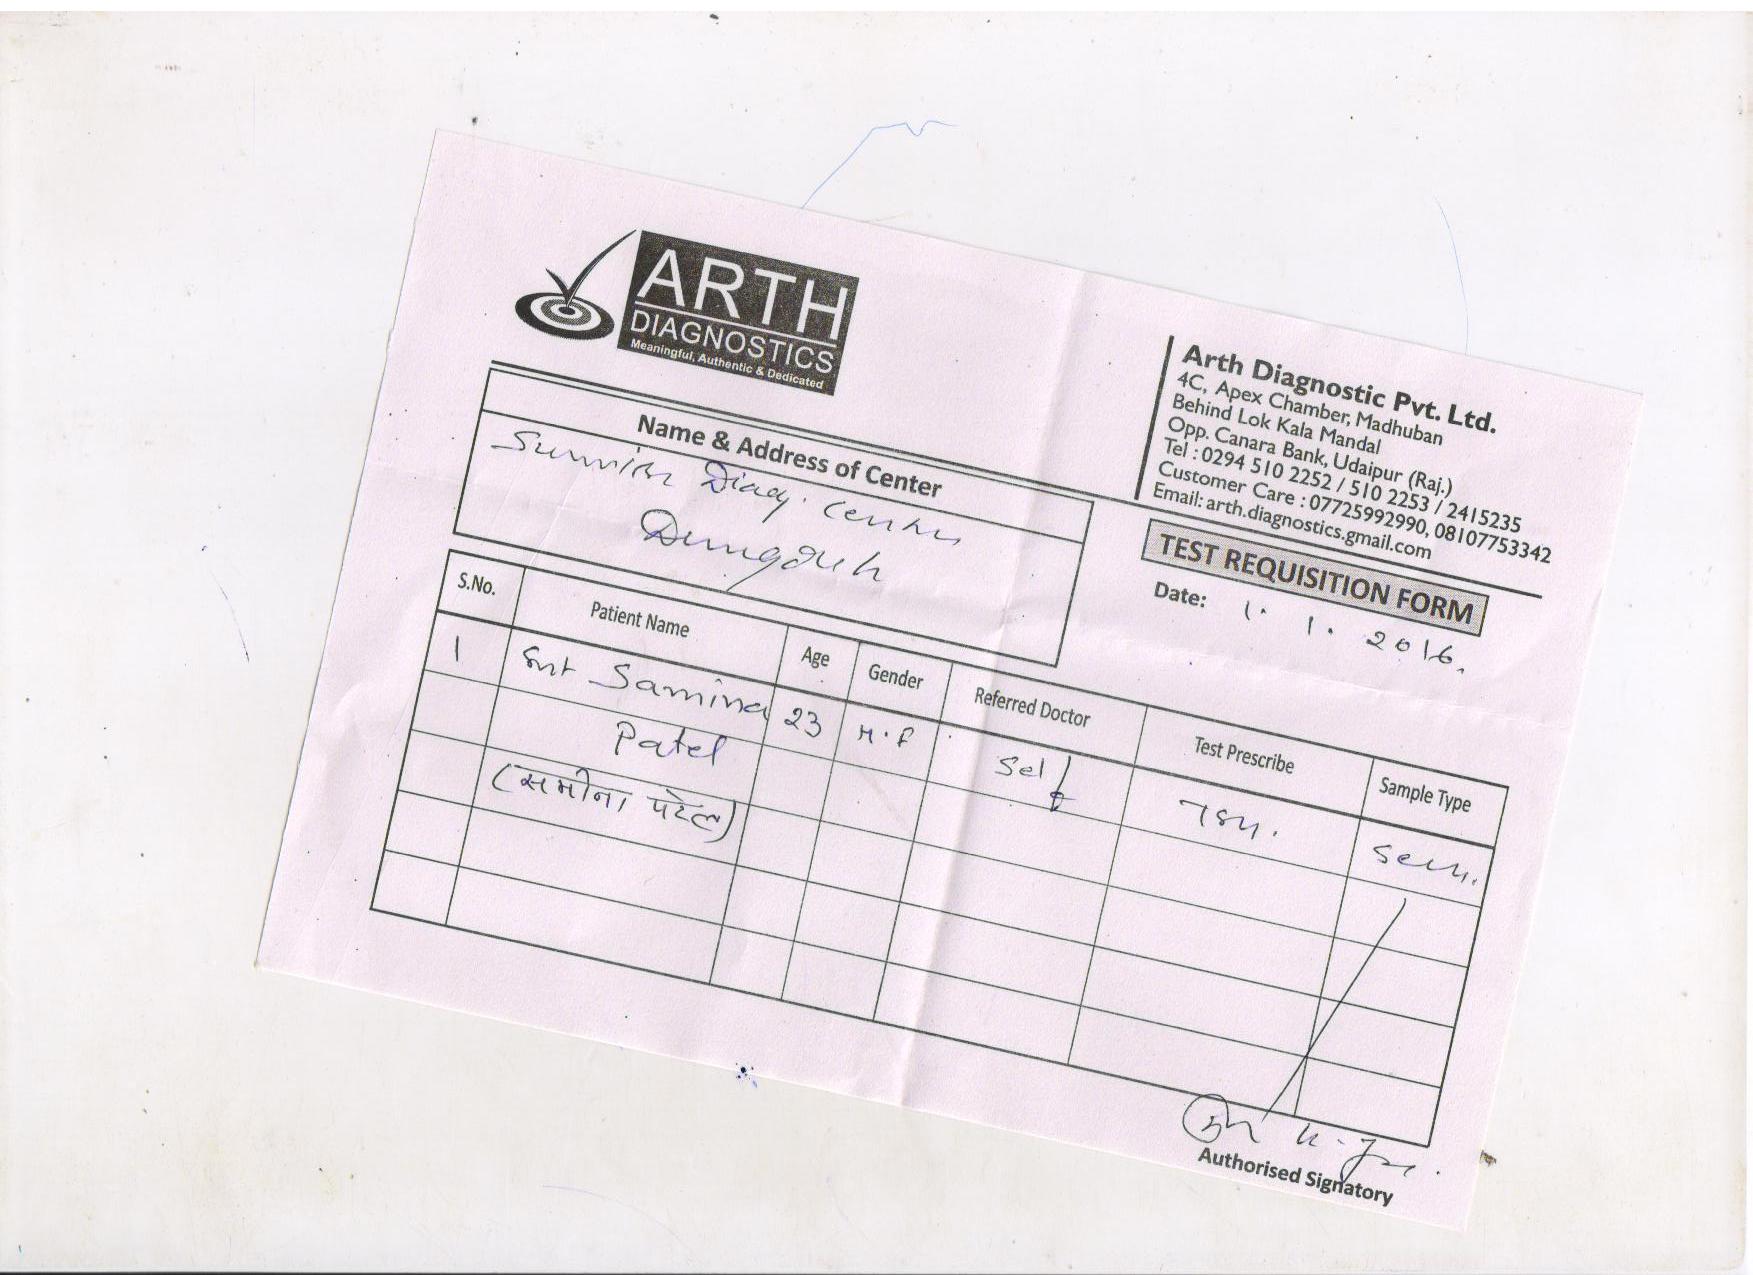 ARTH
DIAGNOSTICS
Meaningful, Authentic & Dedicated
Arth Diagnostic Pvt. Ltd.
4C, Apex Chamber, Madhuban
Behind Lok Kala Mandal
Opp. Canara Bank, Udaipur (Raj.)
Tel : 0294 510 2252 / 510 2253 / 2415235
Customer Care : 07725992990, 08107753342
Email: arth.diagnostics.gmail.com
Name & Address of Center
Diag. Centre
TEST REQUISITION FORM
Date: 1. 1. 2016.
S.No. Patient Name Age Gender Referred Doctor Test Prescribe Sample Type
1 Smt Samina 23 Self
Patel
(समीना पटेल)
Authorised Signatory